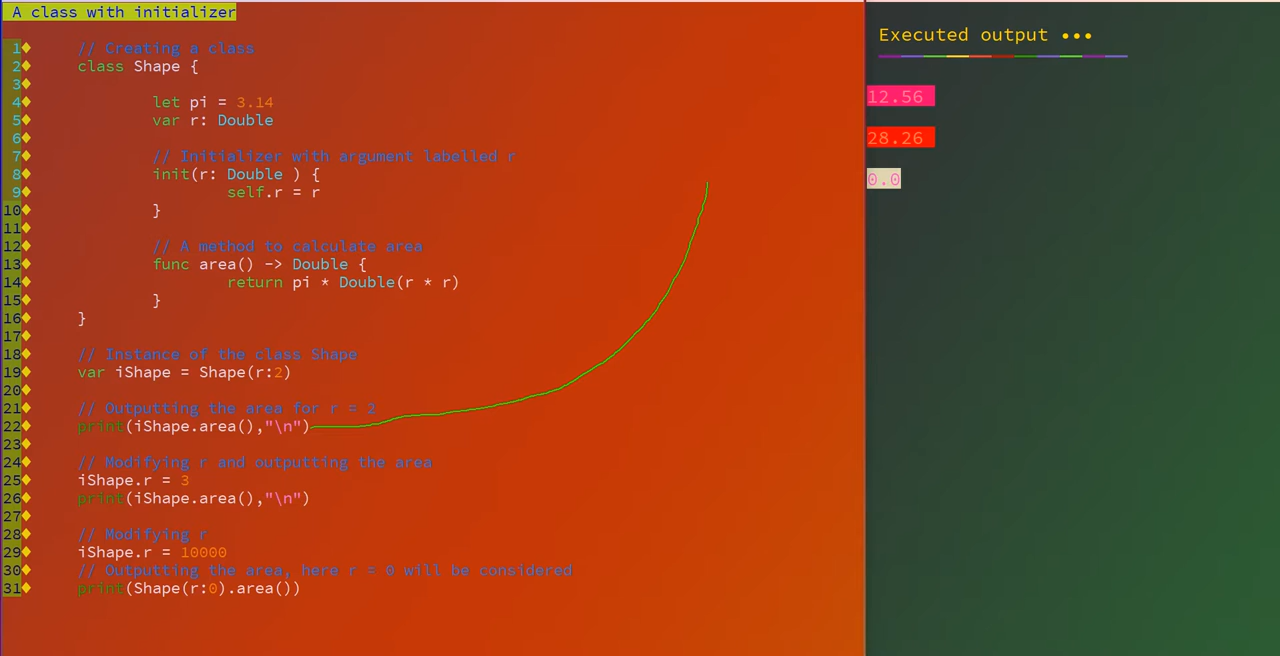 A class with initializer
1 // Creating a class
2 class Shape {
3
4 let pi = 3.14
5 var r: Double
6
7 // Initializer with argument labelled r
8 init(r: Double ) {
9 self.r = r
10 }
11
12 // A method to calculate area
13 func area() -> Double {
14 return pi * Double(r * r)
15 }
16 }
17
18 // Instance of the class Shape
19 var iShape = Shape(r:2)
20
21 // Outputting the area for r = 2
22 print(iShape.area(),"\n")
23
24 // Modifying r and outputting the area
25 iShape.r = 3
26 print(iShape.area(),"\n")
27
28 // Modifying r
29 iShape.r = 10000
30 // Outputting the area, here r = 0 will be considered
31 print(Shape(r:0).area())
Executed output •••
12.56
28.26
0.0